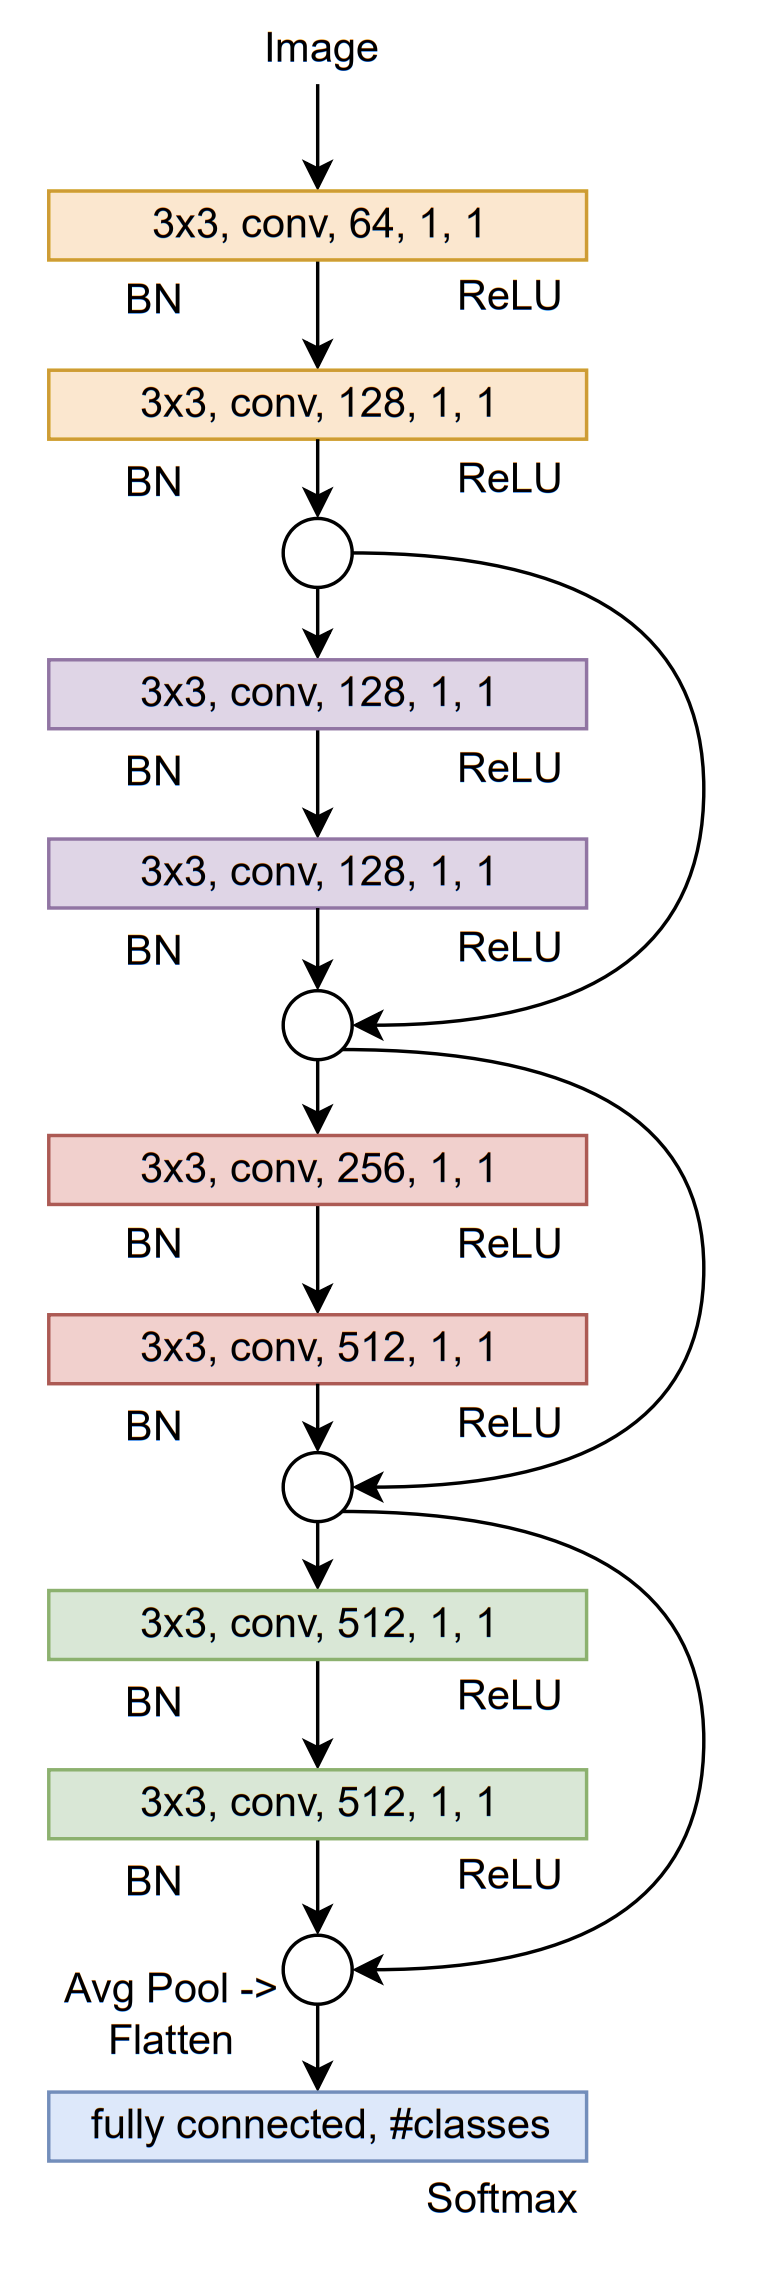 Image
3x3, conv, 64, 1, 1
BN ReLU
3x3, conv, 128, 1, 1
BN ReLU
3x3, conv, 128, 1, 1
BN ReLU
3x3, conv, 128, 1, 1
BN ReLU
3x3, conv, 256, 1, 1
BN ReLU
3x3, conv, 512, 1, 1
BN ReLU
3x3, conv, 512, 1, 1
BN ReLU
3x3, conv, 512, 1, 1
BN ReLU
Avg Pool ->
Flatten
fully connected, #classes
Softmax